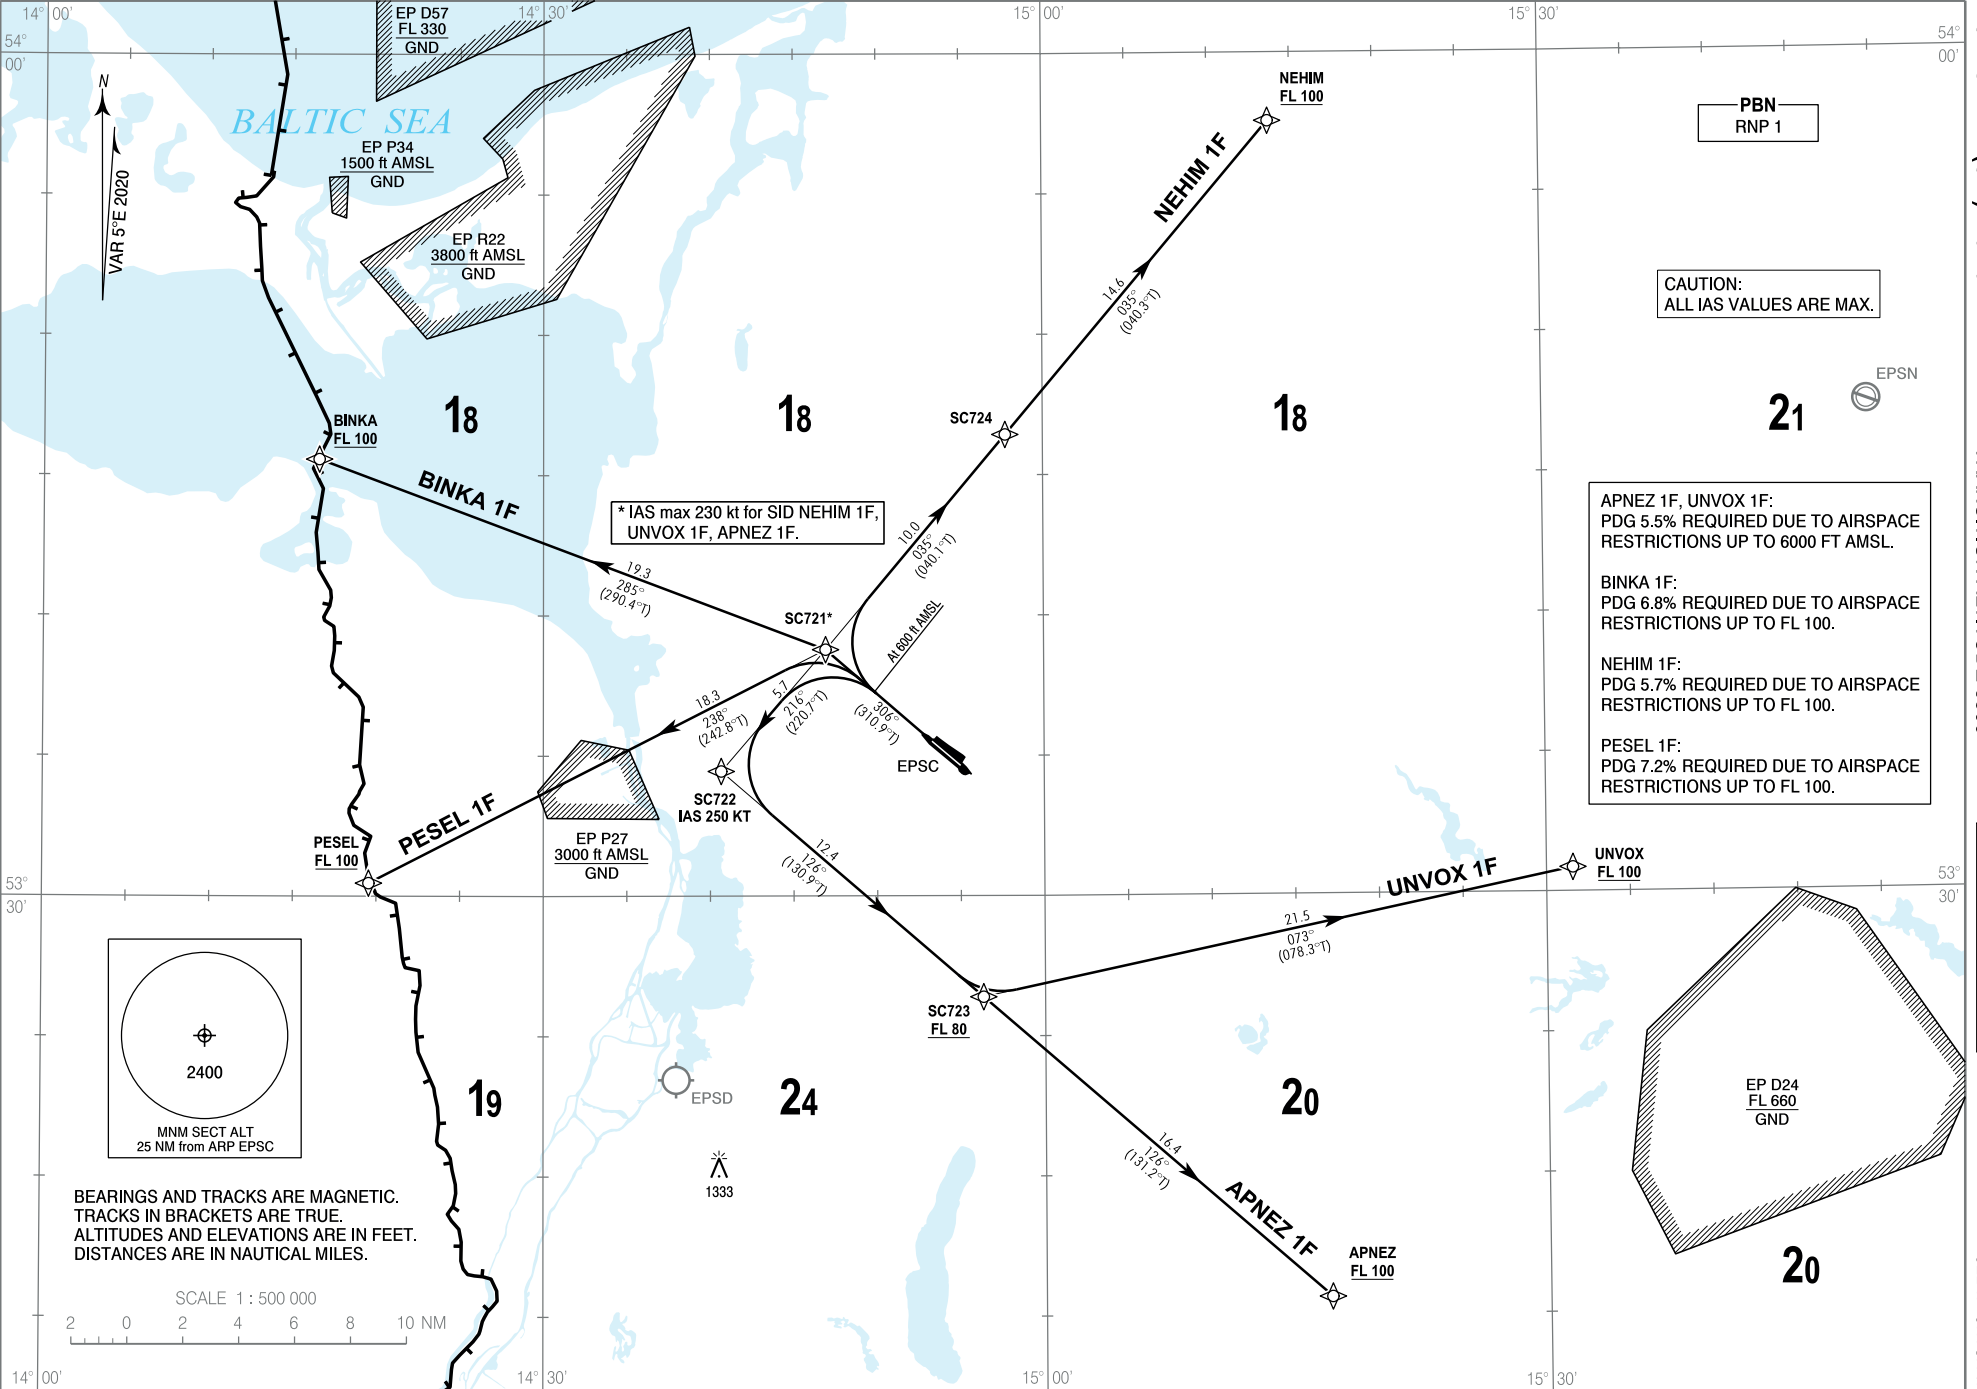 14° 00'
14° 30'
15° 00'
15° 30'
54°
00'
54°
00'
N
VAR 5°E 2020
EP D57
FL 330
GND
BALTIC SEA
EP P34
1500 ft AMSL
GND
EP R22
3800 ft AMSL
GND
NEHIM
FL 100
NEHIM 1F
14.6
035°
(040.3°T)
PBN
RNP 1
CAUTION:
ALL IAS VALUES ARE MAX.
EPSN
18
18
18
21
BINKA
FL 100
BINKA 1F
SC724
* IAS max 230 kt for SID NEHIM 1F,
UNVOX 1F, APNEZ 1F.
10.0
035°
(040.1°T)
19.3
285°
(290.4°T)
At 600 ft AMSL
SC721*
APNEZ 1F, UNVOX 1F:
PDG 5.5% REQUIRED DUE TO AIRSPACE
RESTRICTIONS UP TO 6000 FT AMSL.
BINKA 1F:
PDG 6.8% REQUIRED DUE TO AIRSPACE
RESTRICTIONS UP TO FL 100.
NEHIM 1F:
PDG 5.7% REQUIRED DUE TO AIRSPACE
RESTRICTIONS UP TO FL 100.
PESEL 1F:
PDG 7.2% REQUIRED DUE TO AIRSPACE
RESTRICTIONS UP TO FL 100.
18.3
238°
(242.8°T)
5.7
216°
(220.7°T)
306°
(310.9°T)
EPSC
SC722
IAS 250 KT
PESEL
FL 100
PESEL 1F
EP P27
3000 ft AMSL
GND
12.4
126°
(130.9°T)
UNVOX
FL 100
UNVOX 1F
21.5
073°
(078.3°T)
53°
30'
53°
30'
SC723
FL 80
2400
MNM SECT ALT
25 NM from ARP EPSC
19
24
20
EPSD
1333
EP D24
FL 660
GND
16.4
126°
(131.2°T)
APNEZ 1F
APNEZ
FL 100
20
BEARINGS AND TRACKS ARE MAGNETIC.
TRACKS IN BRACKETS ARE TRUE.
ALTITUDES AND ELEVATIONS ARE IN FEET.
DISTANCES ARE IN NAUTICAL MILES.
SCALE 1 : 500 000
2 0 2 4 6 8 10 NM
14° 00'
14° 30'
15° 00'
15° 30'